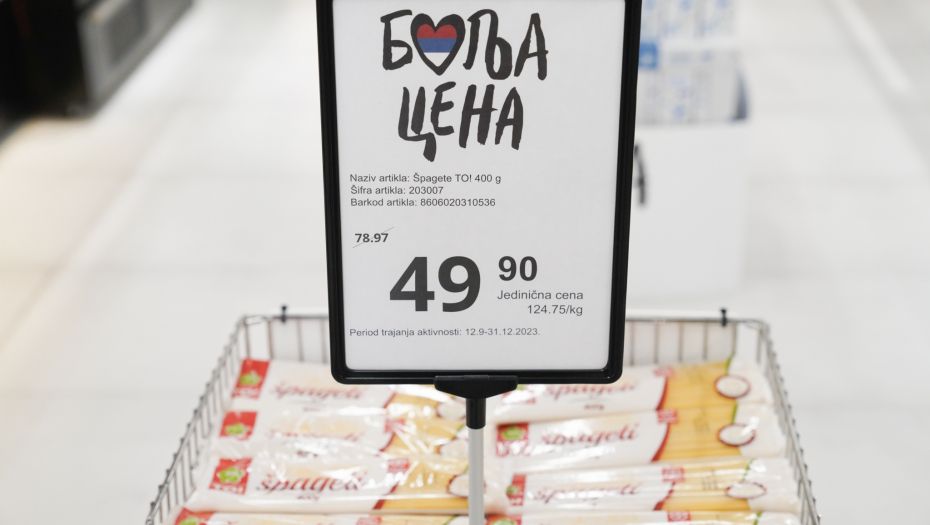 БОЉА
ЦЕНА
Naziv artikla: Špagete TO! 400 g
Šifra artikla: 203007
Barkod artikla: 8606020310536
78.97
49 90
Jedinična cena
124.75/kg
Period trajanja aktivnosti: 12.9-31.12.2023.
špageti
špageti
špageti
špageti
špageti